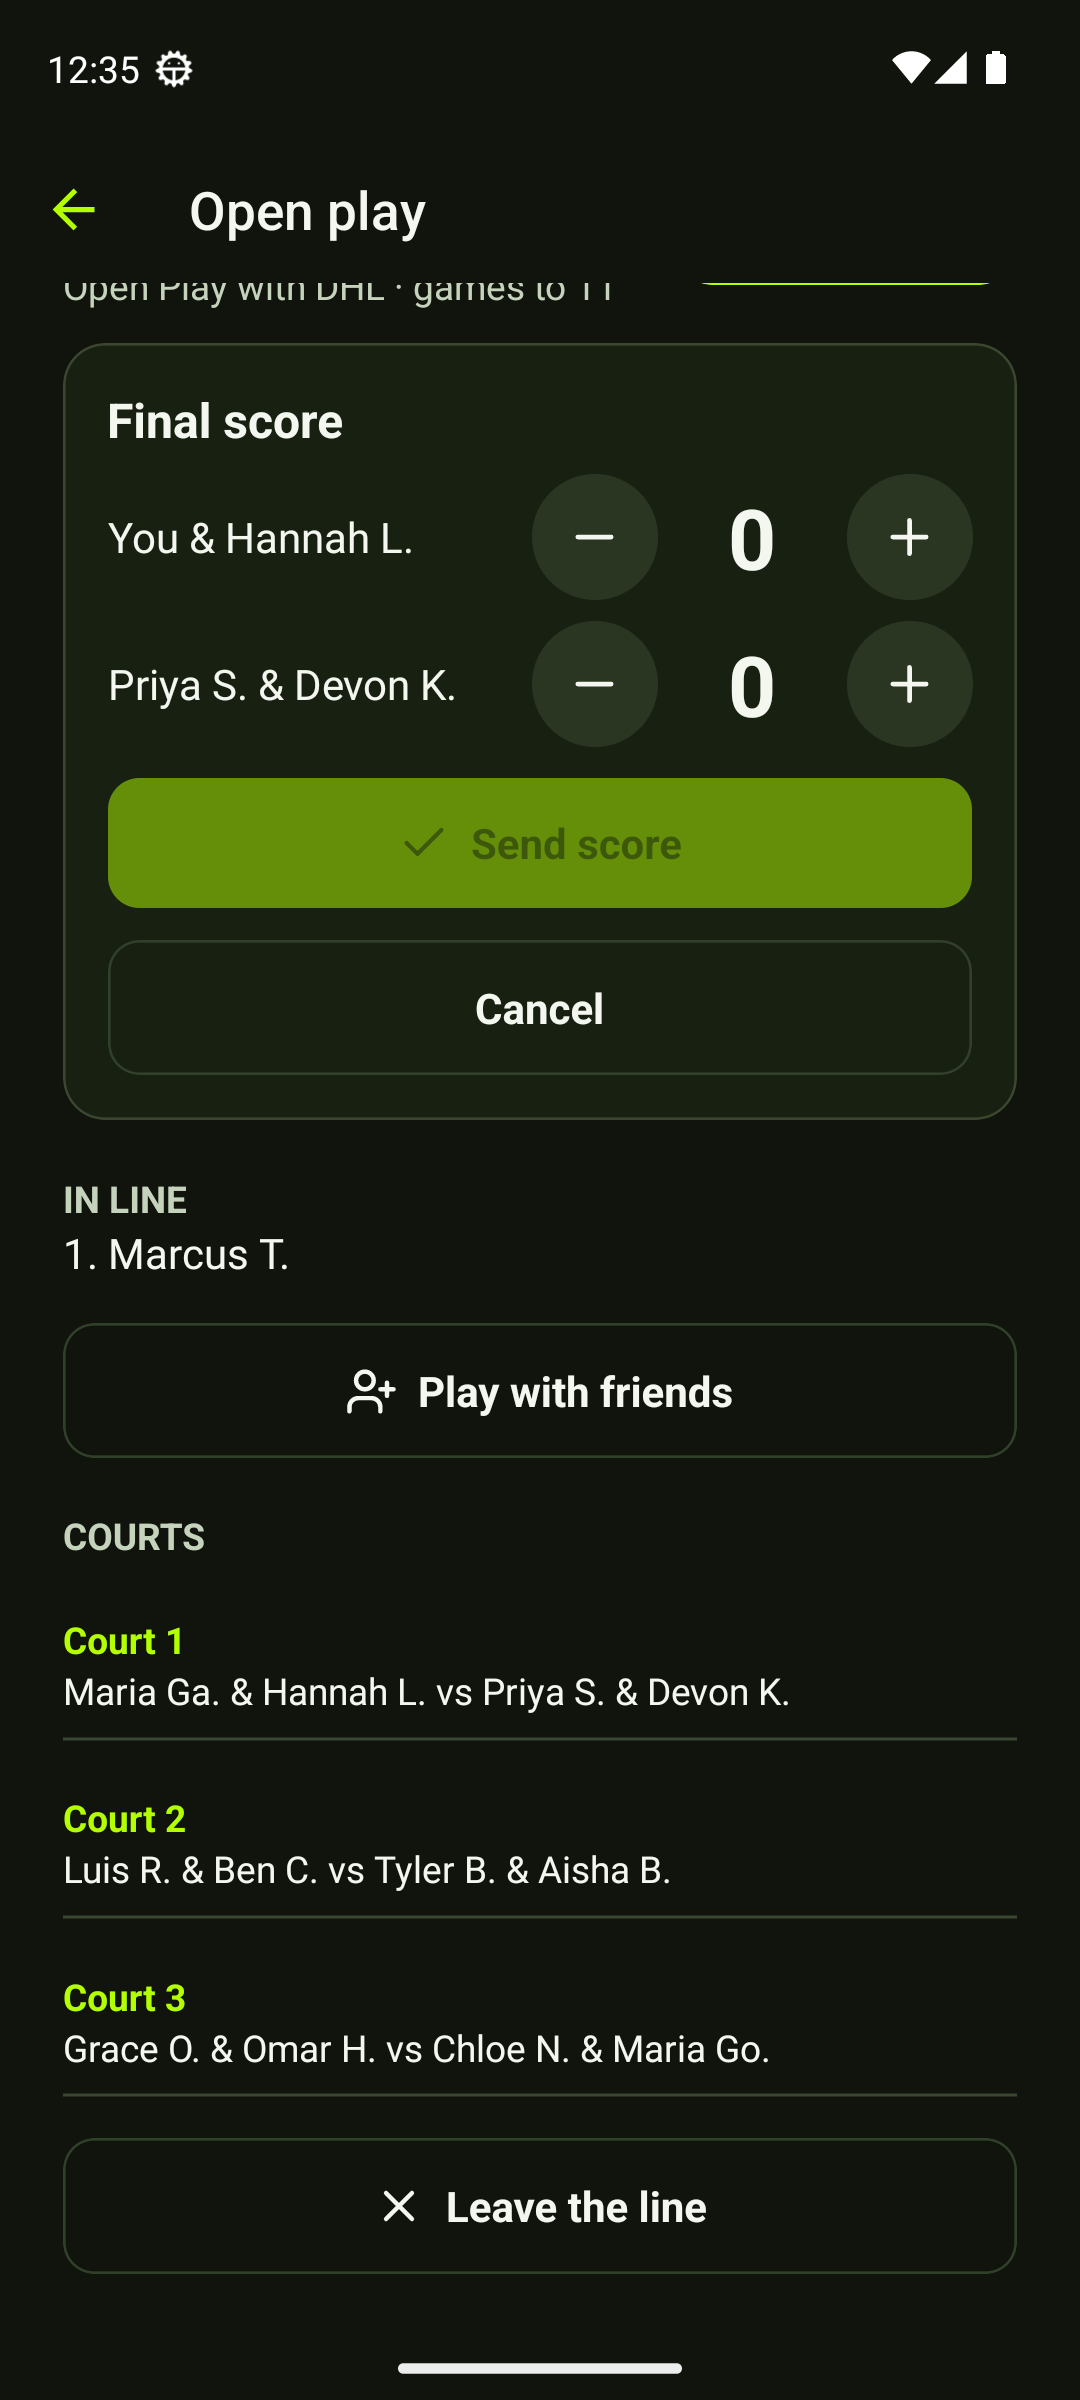 12:35
Open play
Open Play with DHL · games to 11
Final score
You & Hannah L.
0
Priya S. & Devon K.
0
Send score
Cancel
IN LINE
1. Marcus T.
Play with friends
COURTS
Court 1
Maria Ga. & Hannah L. vs Priya S. & Devon K.
Court 2
Luis R. & Ben C. vs Tyler B. & Aisha B.
Court 3
Grace O. & Omar H. vs Chloe N. & Maria Go.
Leave the line